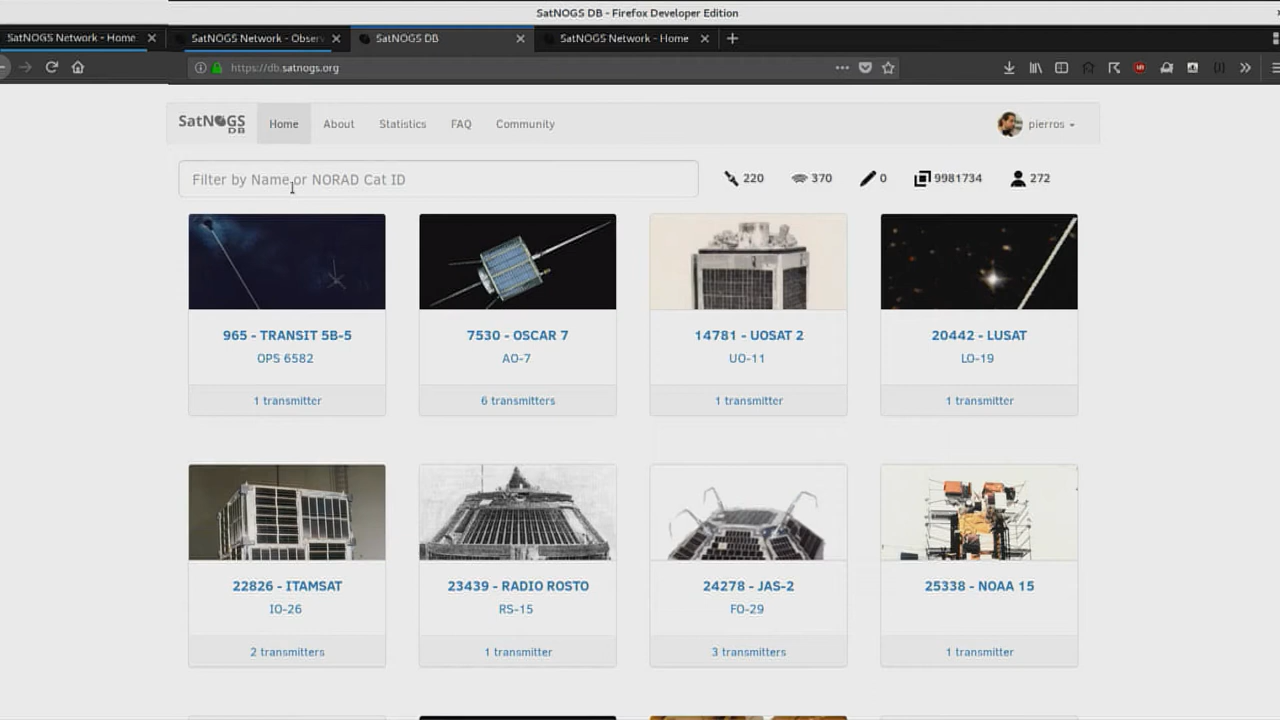 SatNOGS DB - Firefox Developer Edition
SatNOGS Network - Home
SatNOGS Network - Observ
SatNOGS DB
SatNOGS Network - Home
https://db.satnogs.org
SatNOGS DB
Home
About
Statistics
FAQ
Community
pierros
Filter by Name or NORAD Cat ID
220
370
0
9981734
272
965 - TRANSIT 5B-5
OPS 6582
1 transmitter
7530 - OSCAR 7
AO-7
6 transmitters
14781 - UOSAT 2
UO-11
1 transmitter
20442 - LUSAT
LO-19
1 transmitter
22826 - ITAMSAT
IO-26
2 transmitters
23439 - RADIO ROSTO
RS-15
1 transmitter
24278 - JAS-2
FO-29
3 transmitters
25338 - NOAA 15
1 transmitter